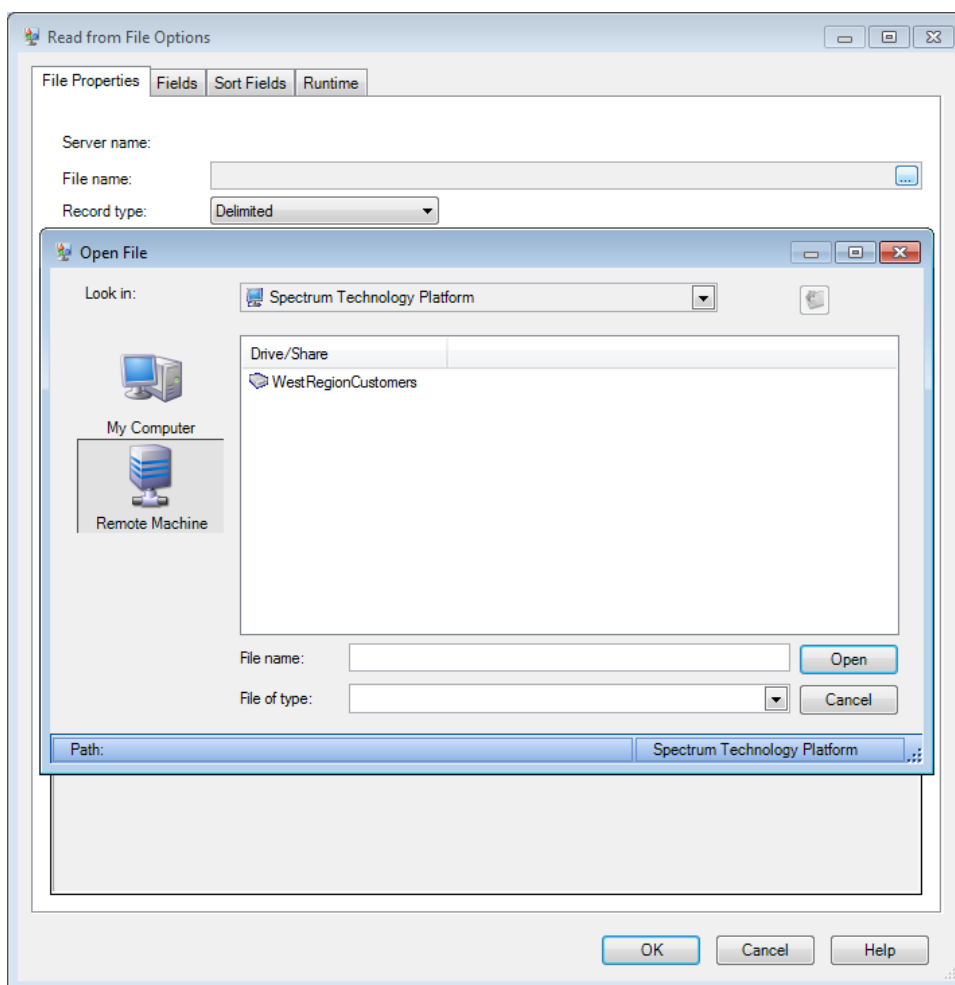 Read from File Options
File Properties Fields Sort Fields Runtime
Server name:
File name:
...
Record type: Delimited
Open File
Look in: Spectrum Technology Platform
Drive/Share
WestRegionCustomers
My Computer
Remote Machine
File name: Open
File of type: Cancel
Path: Spectrum Technology Platform
OK Cancel Help